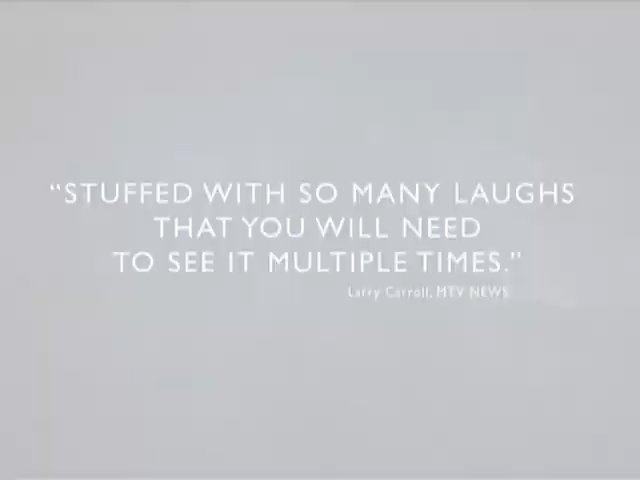 “STUFFED WITH SO MANY LAUGHS
THAT YOU WILL NEED
TO SEE IT MULTIPLE TIMES.”
Larry Carroll, MTV NEWS